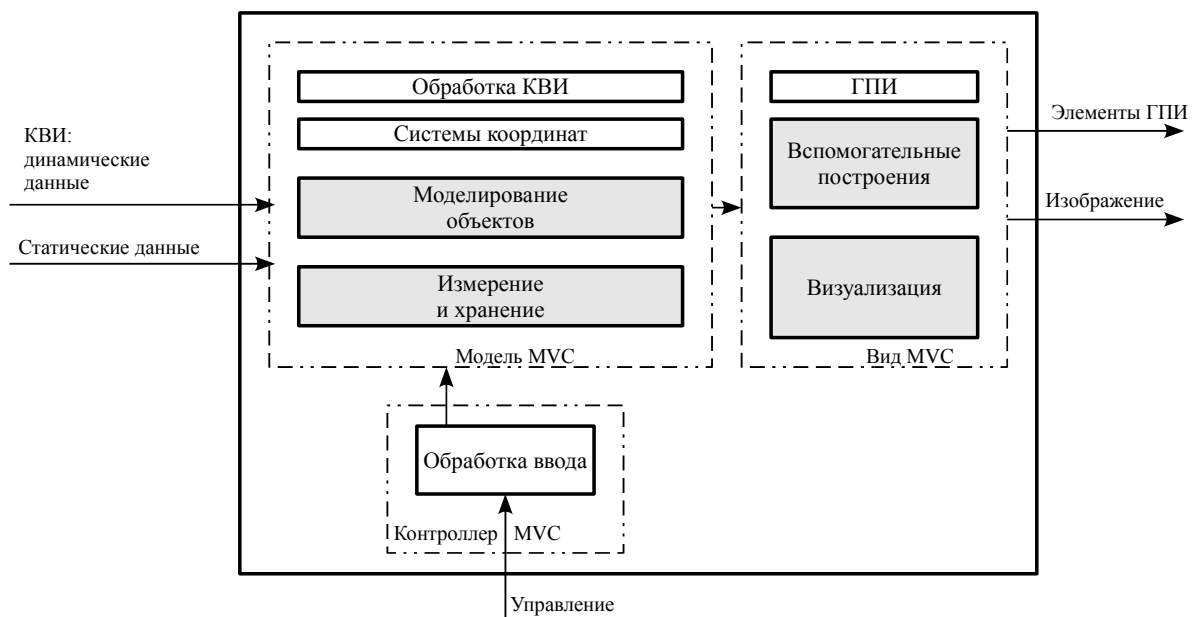 КВИ:
динамические
данные
Статические данные
Обработка КВИ
Системы координат
Моделирование
объектов
Измерение
и хранение
Модель MVC
ГПИ
Вспомогательные
построения
Визуализация
Вид MVC
Элементы ГПИ
Изображение
Обработка ввода
Контроллер MVC
Управление